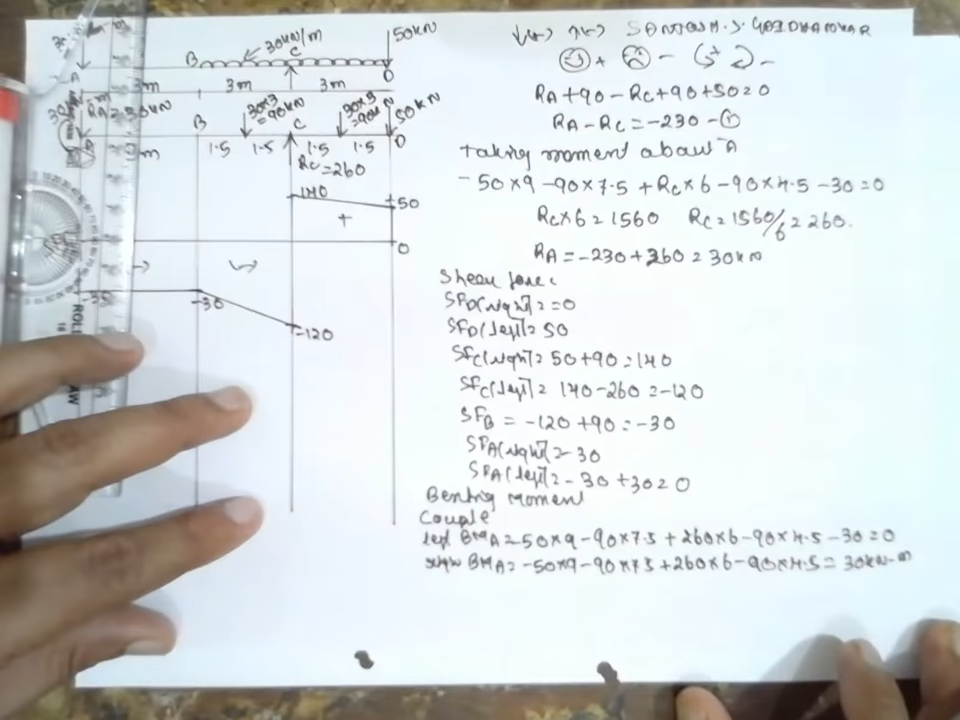 50KN
30KN/m
B C
A D
3m 3m 3m
RA=30KN
30×3 =90KN
30×3 =90KN
50KN
B C D
1.5 1.5 1.5 1.5
RC=260
140
+50
+
0
-30
-120
RA+90-RC+90+50=0
RA-RC=-230-①
Taking moment about A
-50×9-90×7.5+RC×6-90×4.5-30=0
RC×6=1560 RC=1560/6=260.
RA=-230+260=30KN
Shear force:
SFD(right)=0
SFD(left)=50
SFC(right)=50+90=140
SFC(left)=140-260=-120
SFB=-120+90=-30
SFA(right)=-30
SFA(left)=-30+30=0
Bending Moment
Couple
left BMA=-50×9-90×7.5+260×6-90×4.5-30=0
right BMA=-50×9-90×7.5+260×6-90×4.5=30KN-m